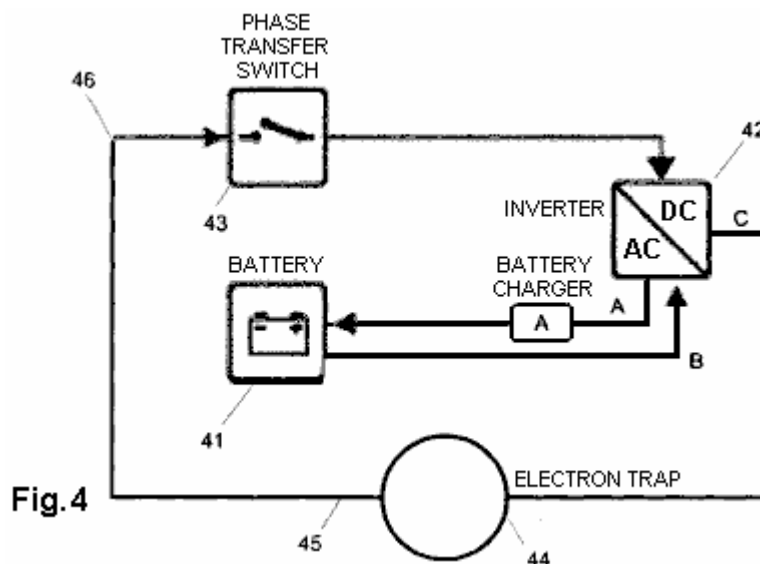 PHASE
TRANSFER
SWITCH
46
42
43
INVERTER
DC
AC
C
BATTERY
BATTERY
CHARGER
A
A
B
41
ELECTRON TRAP
Fig.4
45
44